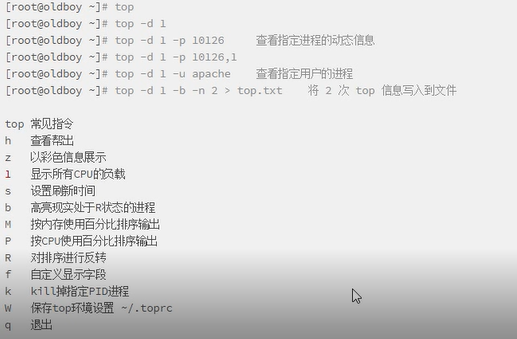 [root@oldboy ~]# top
[root@oldboy ~]# top -d 1
[root@oldboy ~]# top -d 1 -p 10126 查看指定进程的动态信息
[root@oldboy ~]# top -d 1 -p 10126,1
[root@oldboy ~]# top -d 1 -u apache 查看指定用户的进程
[root@oldboy ~]# top -d 1 -b -n 2 > top.txt 将 2 次 top 信息写入到文件
top 常见指令
h 查看帮出
z 以彩色信息展示
1 显示所有CPU的负载
s 设置刷新时间
b 高亮现实处于R状态的进程
M 按内存使用百分比排序输出
P 按CPU使用百分比排序输出
R 对排序进行反转
f 自定义显示字段
k kill掉指定PID进程
W 保存top环境设置 ~/.toprc
q 退出